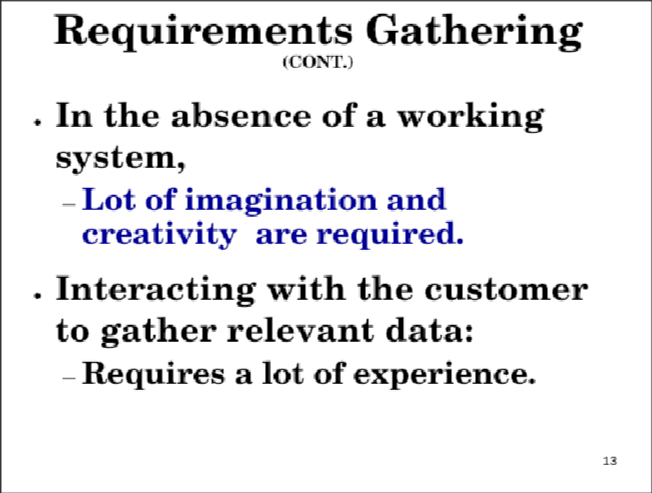 Requirements Gathering
(CONT.)
• In the absence of a working
system,
– Lot of imagination and
creativity are required.
• Interacting with the customer
to gather relevant data:
– Requires a lot of experience.
13